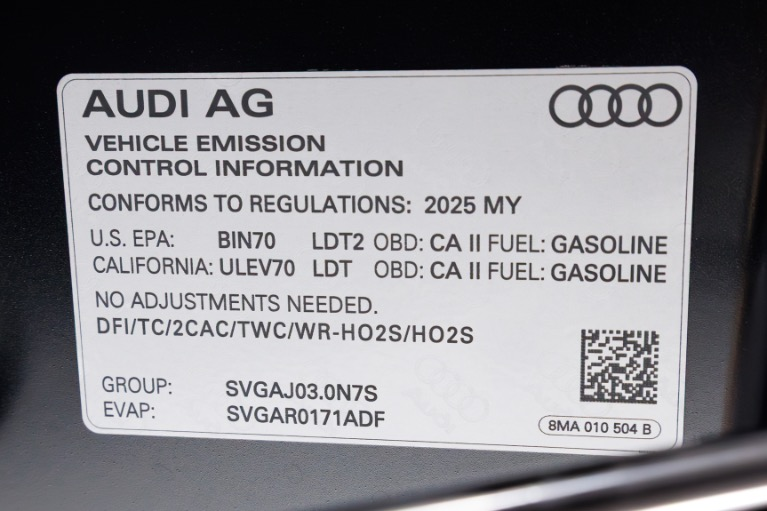 AUDI AG
VEHICLE EMISSION
CONTROL INFORMATION
CONFORMS TO REGULATIONS: 2025 MY
U.S. EPA: BIN70 LDT2 OBD: CA II FUEL: GASOLINE
CALIFORNIA: ULEV70 LDT OBD: CA II FUEL: GASOLINE
NO ADJUSTMENTS NEEDED.
DFI/TC/2CAC/TWC/WR-HO2S/HO2S
GROUP: SVGAJ03.0N7S
EVAP: SVGAR0171ADF
8MA 010 504 B